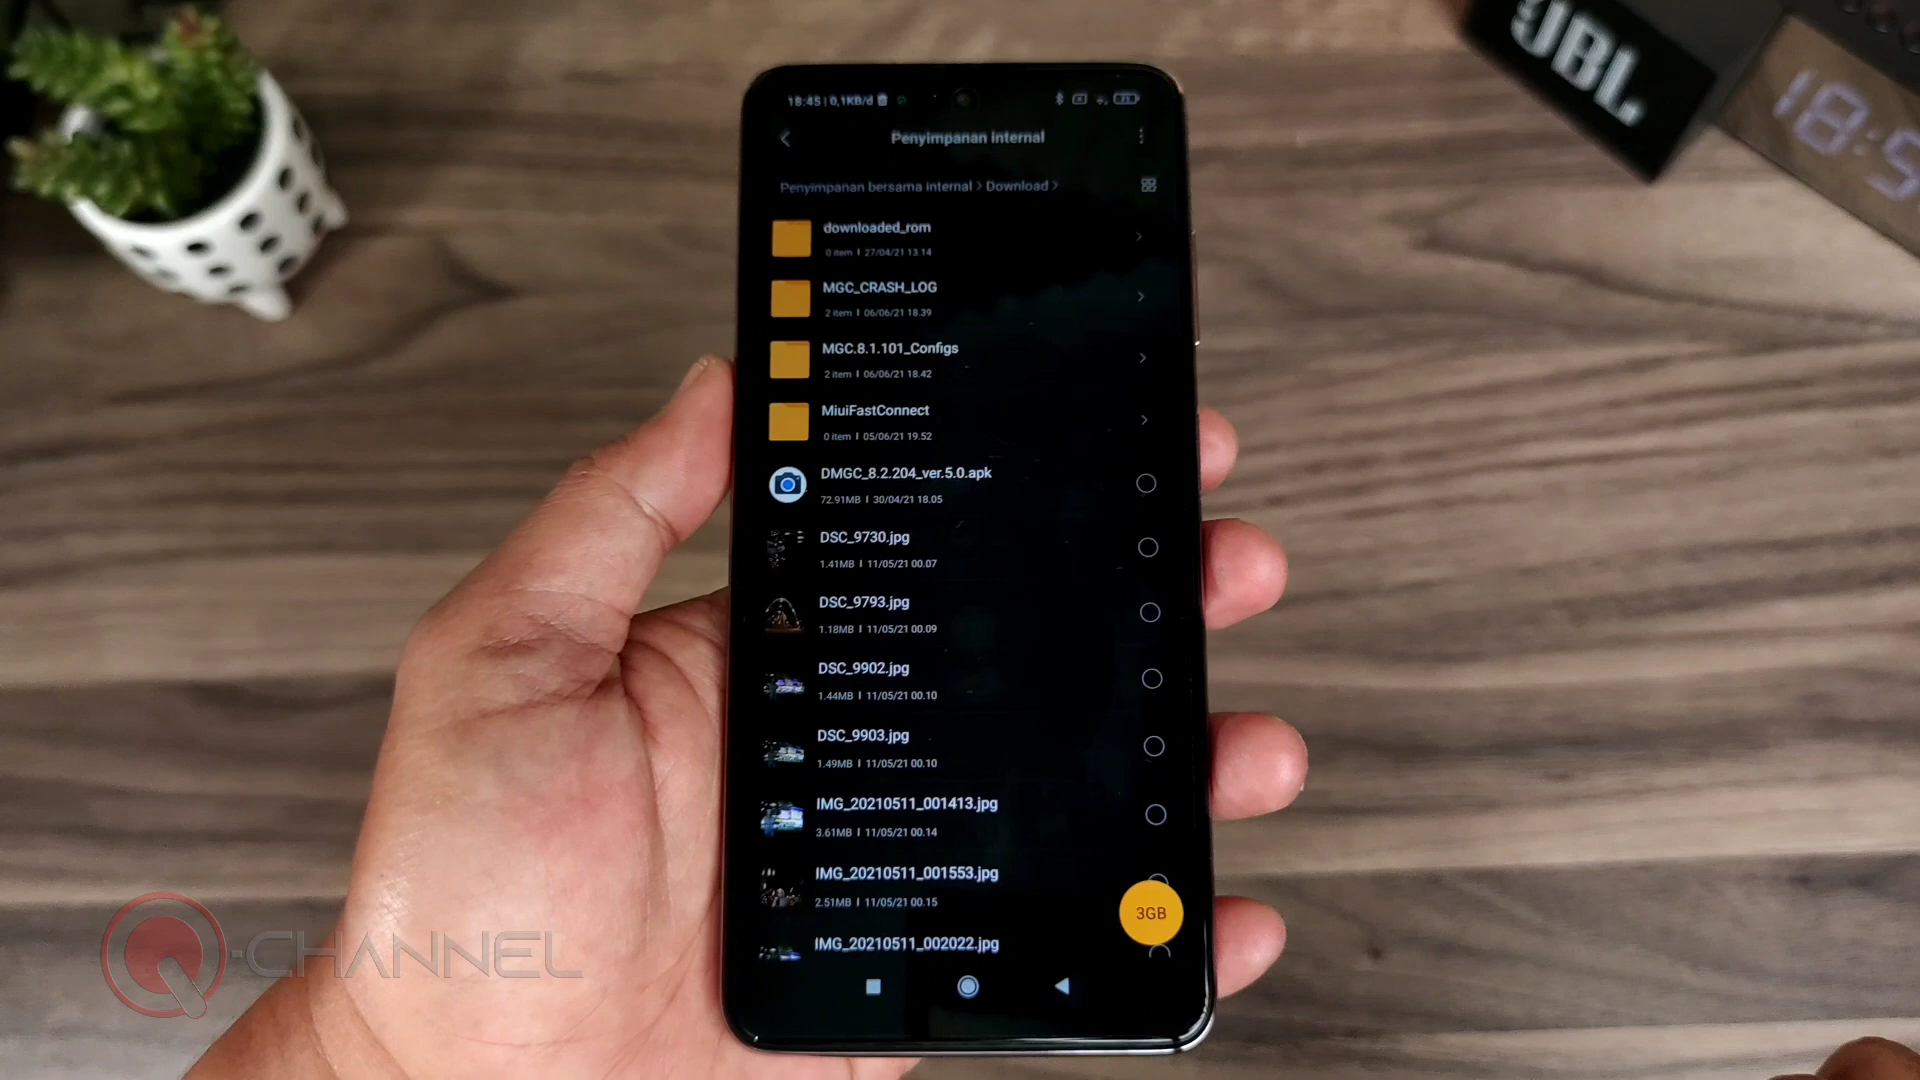 JBL
18:5
18:45 | 0,1KB/d
21
Penyimpanan internal
Penyimpanan bersama internal > Download >
downloaded_rom
0 item | 27/04/21 13.14
MGC_CRASH_LOG
2 item | 06/06/21 18.39
MGC.8.1.101_Configs
2 item | 06/06/21 18.42
MiuiFastConnect
0 item | 05/06/21 19.52
DMGC_8.2.204_ver.5.0.apk
72.91MB | 30/04/21 18.05
DSC_9730.jpg
1.41MB | 11/05/21 00.07
DSC_9793.jpg
1.18MB | 11/05/21 00.09
DSC_9902.jpg
1.44MB | 11/05/21 00.10
DSC_9903.jpg
1.49MB | 11/05/21 00.10
IMG_20210511_001413.jpg
3.61MB | 11/05/21 00.14
IMG_20210511_001553.jpg
2.51MB | 11/05/21 00.15
3GB
IMG_20210511_002022.jpg
Q-CHANNEL